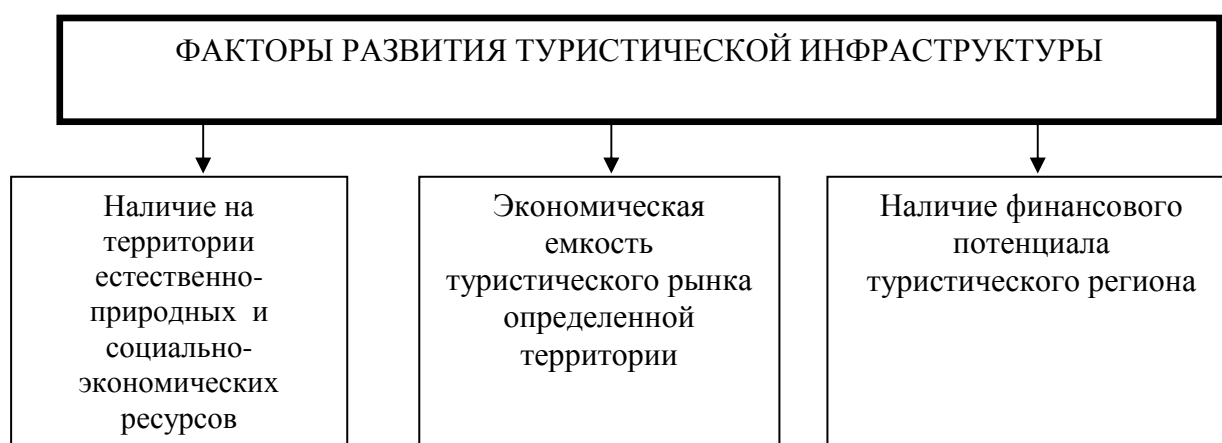 ФАКТОРЫ РАЗВИТИЯ ТУРИСТИЧЕСКОЙ ИНФРАСТРУКТУРЫ
Наличие на
территории
естественно-
природных и
социально-
экономических
ресурсов
Экономическая
емкость
туристического рынка
определенной
территории
Наличие финансового
потенциала
туристического региона